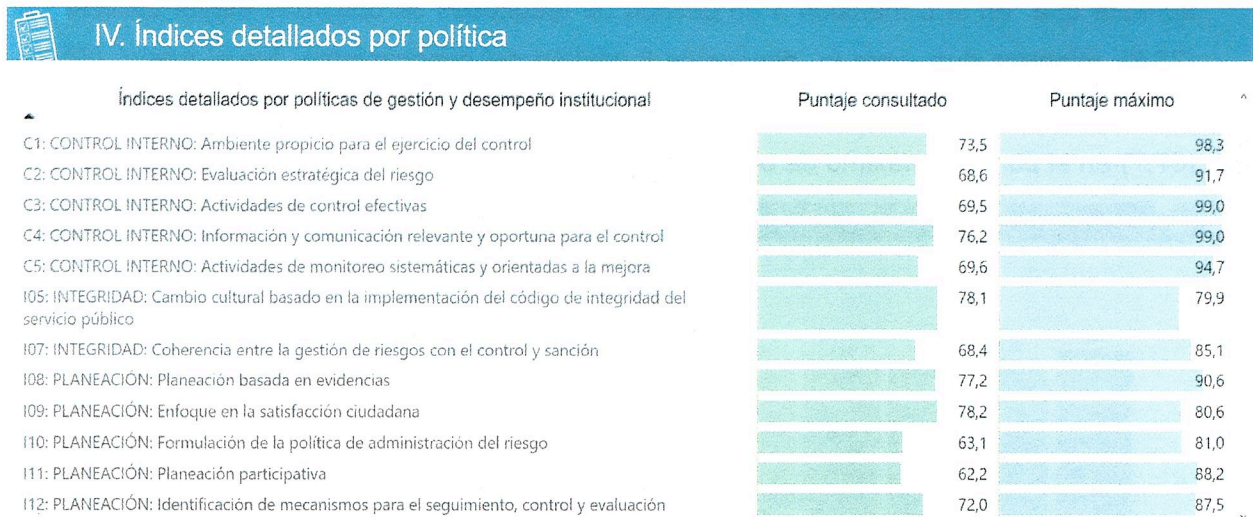 IV. Índices detallados por política
Índices detallados por políticas de gestión y desempeño institucional Puntaje consultado Puntaje máximo
C1: CONTROL INTERNO: Ambiente propicio para el ejercicio del control 73,5 98,3
C2: CONTROL INTERNO: Evaluación estratégica del riesgo 68,6 91,7
C3: CONTROL INTERNO: Actividades de control efectivas 69,5 99,0
C4: CONTROL INTERNO: Información y comunicación relevante y oportuna para el control 76,2 99,0
C5: CONTROL INTERNO: Actividades de monitoreo sistemáticas y orientadas a la mejora 69,6 94,7
I05: INTEGRIDAD: Cambio cultural basado en la implementación del código de integridad del
servicio público 78,1 79,9
I07: INTEGRIDAD: Coherencia entre la gestión de riesgos con el control y sanción 68,4 85,1
I08: PLANEACIÓN: Planeación basada en evidencias 77,2 90,6
I09: PLANEACIÓN: Enfoque en la satisfacción ciudadana 78,2 80,6
I10: PLANEACIÓN: Formulación de la política de administración del riesgo 63,1 81,0
I11: PLANEACIÓN: Planeación participativa 62,2 88,2
I12: PLANEACIÓN: Identificación de mecanismos para el seguimiento, control y evaluación 72,0 87,5